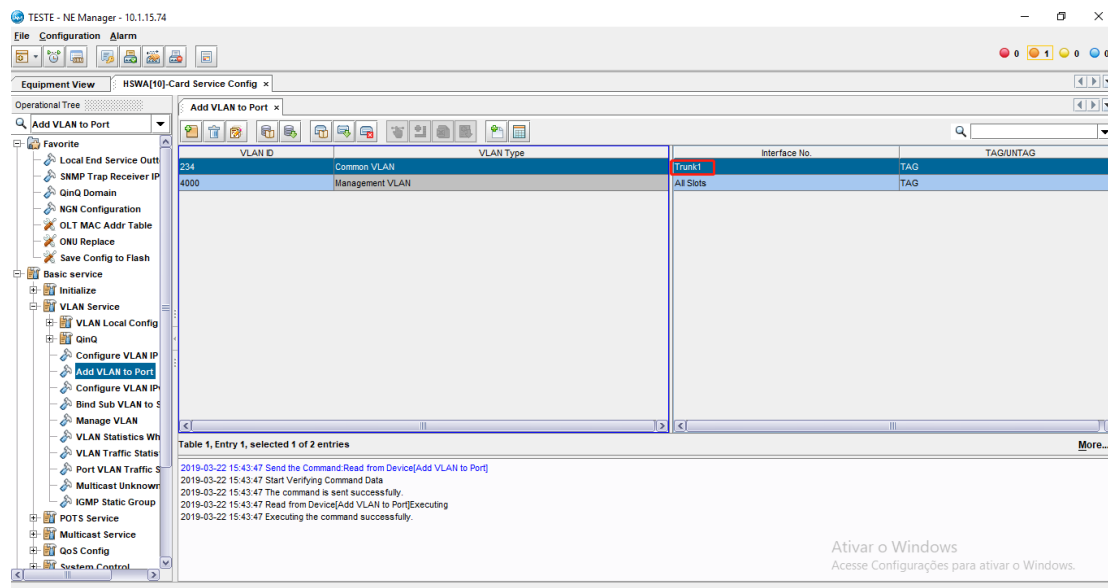 TESTE - NE Manager - 10.1.15.74
File Configuration Alarm
0 1 0 0
Equipment View HSWA[10]-Card Service Config ×
Operational Tree
Add VLAN to Port ×
Add VLAN to Port
Favorite
Local End Service Outt
SNMP Trap Receiver IP
QinQ Domain
NGN Configuration
OLT MAC Addr Table
ONU Replace
Save Config to Flash
Basic service
Initialize
VLAN Service
VLAN Local Config
QinQ
Configure VLAN IP
Add VLAN to Port
Configure VLAN IP
Bind Sub VLAN to S
Manage VLAN
VLAN Statistics Wh
VLAN Traffic Statis
Port VLAN Traffic S
Multicast Unknown
IGMP Static Group
POTS Service
Multicast Service
QoS Config
System Control
VLAN ID VLAN Type Interface No. TAG/UNTAG
234 Common VLAN Trunk1 TAG
4000 Management VLAN All Slots TAG
Table 1, Entry 1, selected 1 of 2 entries More...
2019-03-22 15:43:47 Send the Command:Read from Device[Add VLAN to Port]
2019-03-22 15:43:47 Start Verifying Command Data
2019-03-22 15:43:47 The command is sent successfully.
2019-03-22 15:43:47 Read from Device[Add VLAN to Port]Executing
2019-03-22 15:43:47 Executing the command successfully.
Ativar o Windows
Acesse Configurações para ativar o Windows.